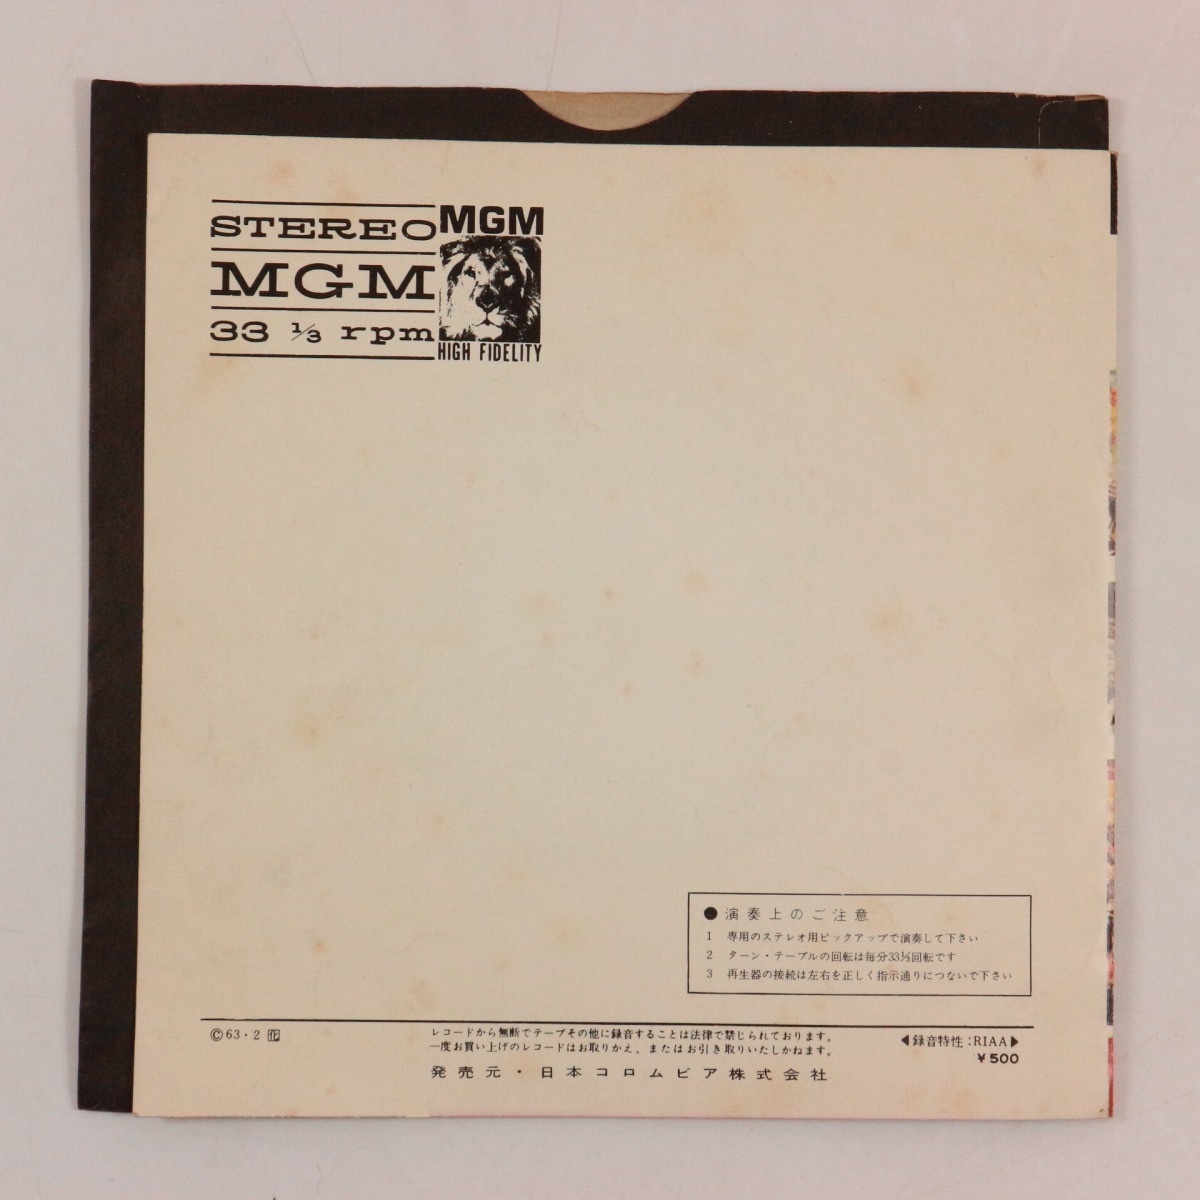 STEREO
MGM
33 1/3 rpm
MGM
HIGH FIDELITY
●演奏上のご注意
1 専用のステレオ用ピックアップで演奏して下さい
2 ターン・テーブルの回転は毎分33⅓回転です
3 再生器の接続は左右を正しく指示通りにつないで下さい
©63・2
レコードから無断でテープその他に録音することは法律で禁じられております。
一度お買い上げのレコードはお取りかえ、またはお引き取りいたしかねます。
発売元・日本コロムビア株式会社
◀録音特性:RIAA▶
¥500